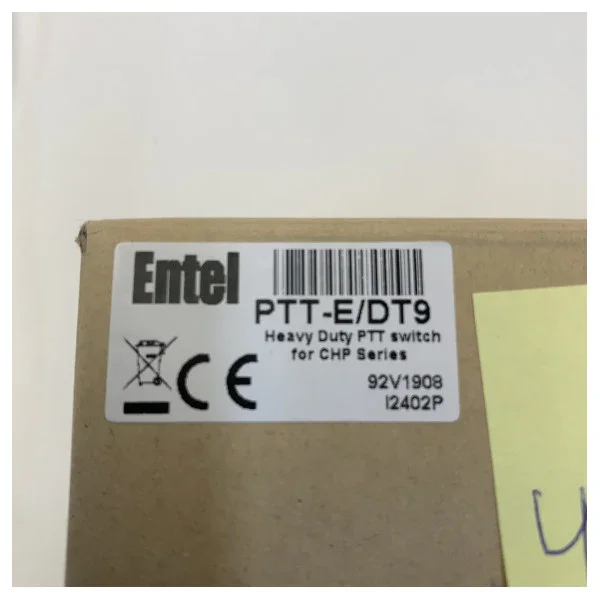 Entel
PTT-E/DT9
Heavy Duty PTT switch
for CHP Series
CE
92V1908
I2402P